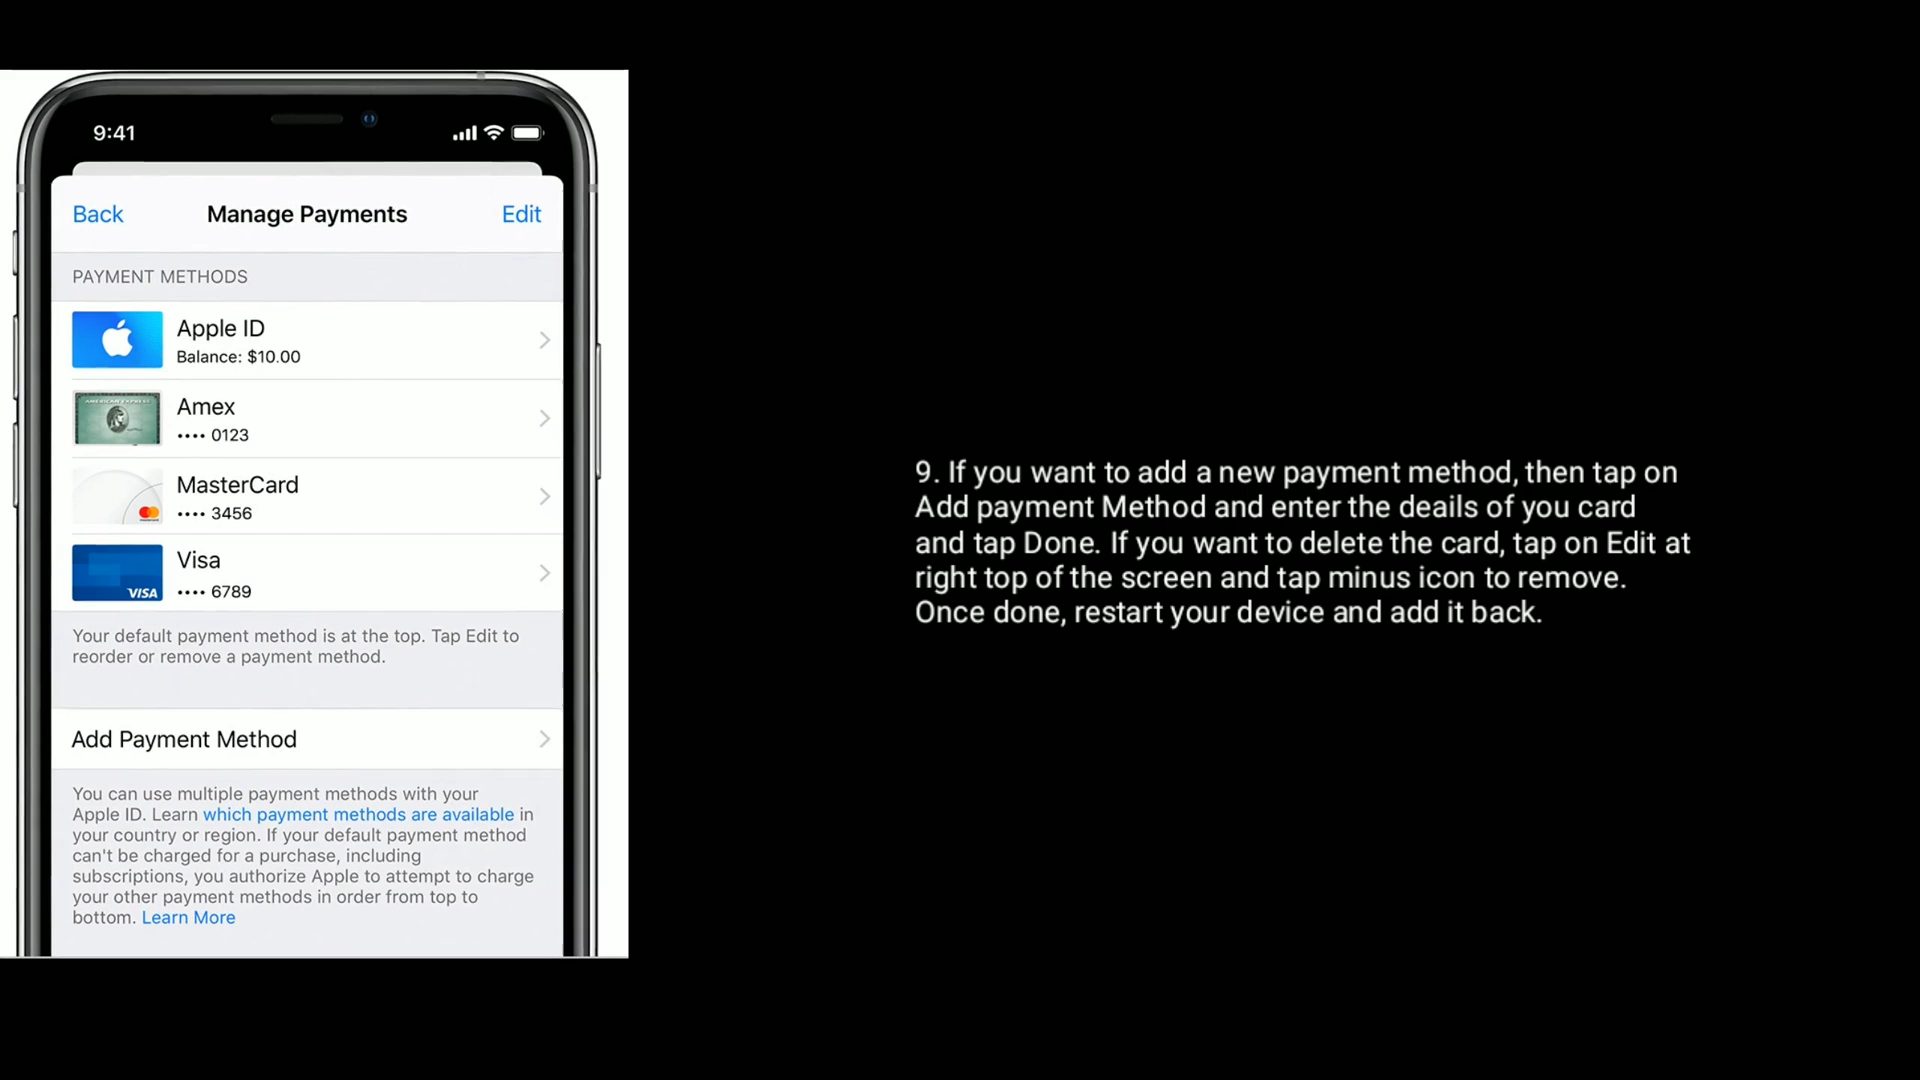 9:41
Back
Manage Payments
Edit
PAYMENT METHODS
Apple ID
Balance: $10.00
AMERICAN EXPRESS
Amex
•••• 0123
MasterCard
•••• 3456
VISA
Visa
•••• 6789
Your default payment method is at the top. Tap Edit to
reorder or remove a payment method.
Add Payment Method
You can use multiple payment methods with your
Apple ID. Learn which payment methods are available in
your country or region. If your default payment method
can't be charged for a purchase, including
subscriptions, you authorize Apple to attempt to charge
your other payment methods in order from top to
bottom. Learn More
9. If you want to add a new payment method, then tap on
Add payment Method and enter the deails of you card
and tap Done. If you want to delete the card, tap on Edit at
right top of the screen and tap minus icon to remove.
Once done, restart your device and add it back.